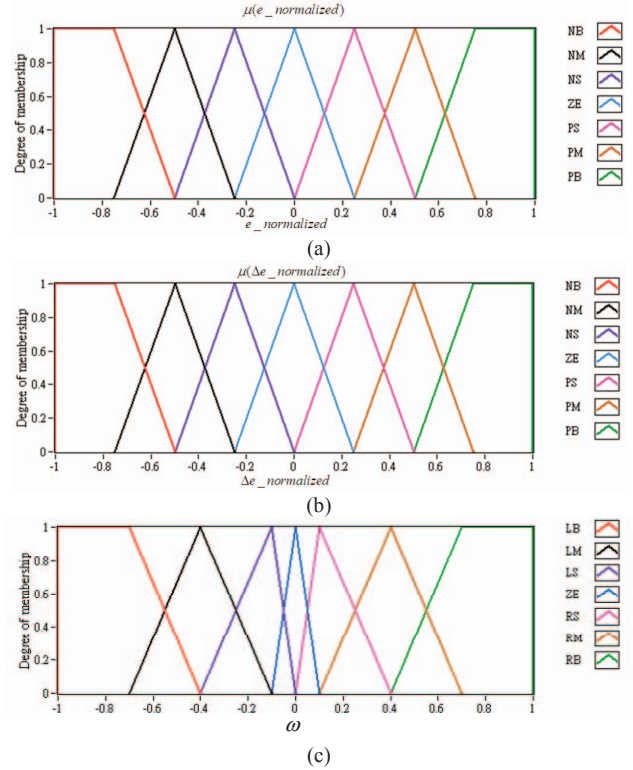 μ(e_normalized)
Degree of membership
1
0.8
0.6
0.4
0.2
0
-1 -0.8 -0.6 -0.4 -0.2 0 0.2 0.4 0.6 0.8 1
e_normalized
NB
NM
NS
ZE
PS
PM
PB
(a)
μ(Δe_normalized)
Degree of membership
1
0.8
0.6
0.4
0.2
0
-1 -0.8 -0.6 -0.4 -0.2 0 0.2 0.4 0.6 0.8 1
Δe_normalized
NB
NM
NS
ZE
PS
PM
PB
(b)
Degree of membership
1
0.8
0.6
0.4
0.2
0
-1 -0.8 -0.6 -0.4 -0.2 0 0.2 0.4 0.6 0.8 1
ω
LB
LM
LS
ZE
RS
RM
RB
(c)